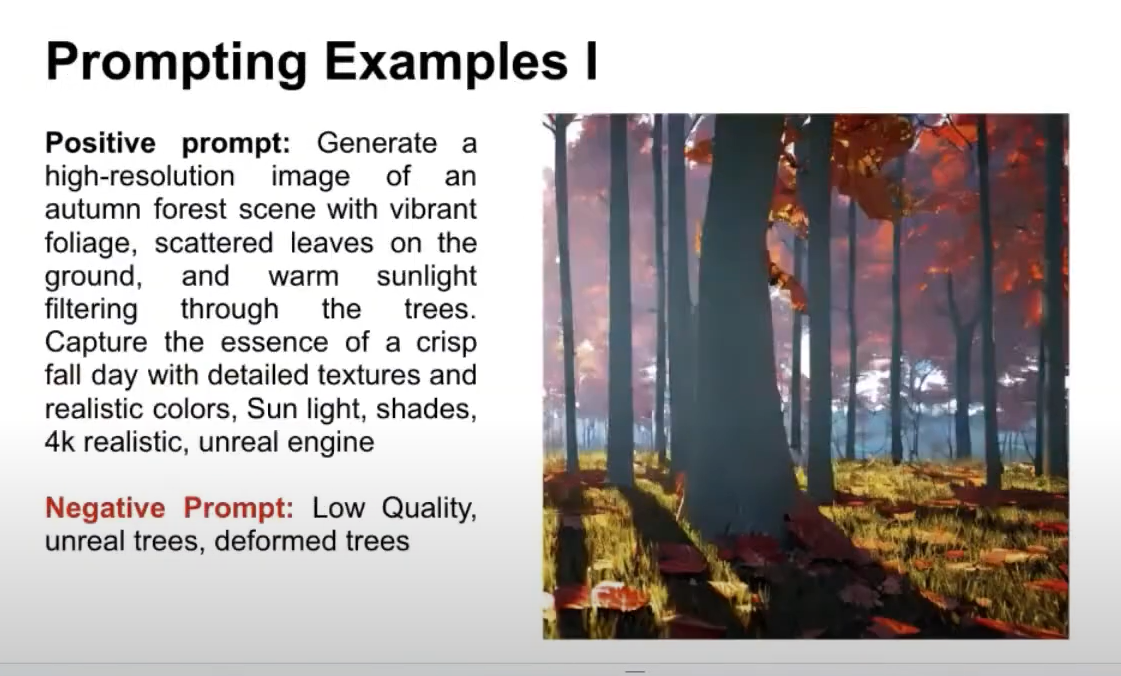 Prompting Examples I
Positive prompt: Generate a
high-resolution image of an
autumn forest scene with vibrant
foliage, scattered leaves on the
ground, and warm sunlight
filtering through the trees.
Capture the essence of a crisp
fall day with detailed textures and
realistic colors, Sun light, shades,
4k realistic, unreal engine
Negative Prompt: Low Quality,
unreal trees, deformed trees